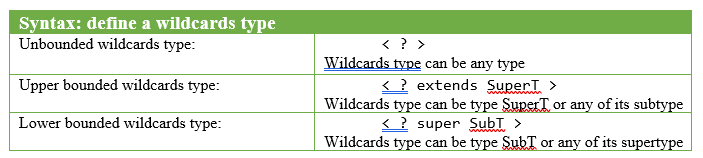 Syntax: define a wildcards type
Unbounded wildcards type:
< ? >
Wildcards type can be any type
Upper bounded wildcards type:
< ? extends SuperT >
Wildcards type can be type SuperT or any of its subtype
Lower bounded wildcards type:
< ? super SubT >
Wildcards type can be type SubT or any of its supertype